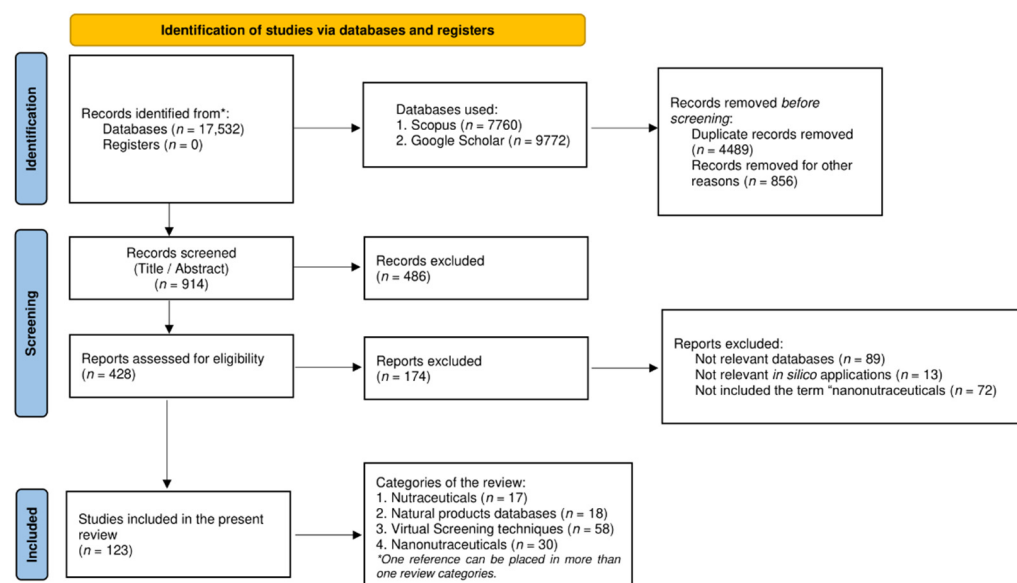 Identification of studies via databases and registers
Identification
Records identified from*:
Databases (n = 17,532)
Registers (n = 0)
Databases used:
1. Scopus (n = 7760)
2. Google Scholar (n = 9772)
Records removed before
screening:
Duplicate records removed
(n = 4489)
Records removed for other
reasons (n = 856)
Screening
Records screened
(Title / Abstract)
(n = 914)
Records excluded
(n = 486)
Reports assessed for eligibility
(n = 428)
Reports excluded
(n = 174)
Reports excluded:
Not relevant databases (n = 89)
Not relevant in silico applications (n = 13)
Not included the term “nanonutraceuticals (n = 72)
Included
Studies included in the present
review
(n = 123)
Categories of the review:
1. Nutraceuticals (n = 17)
2. Natural products databases (n = 18)
3. Virtual Screening techniques (n = 58)
4. Nanonutraceuticals (n = 30)
*One reference can be placed in more than
one review categories.